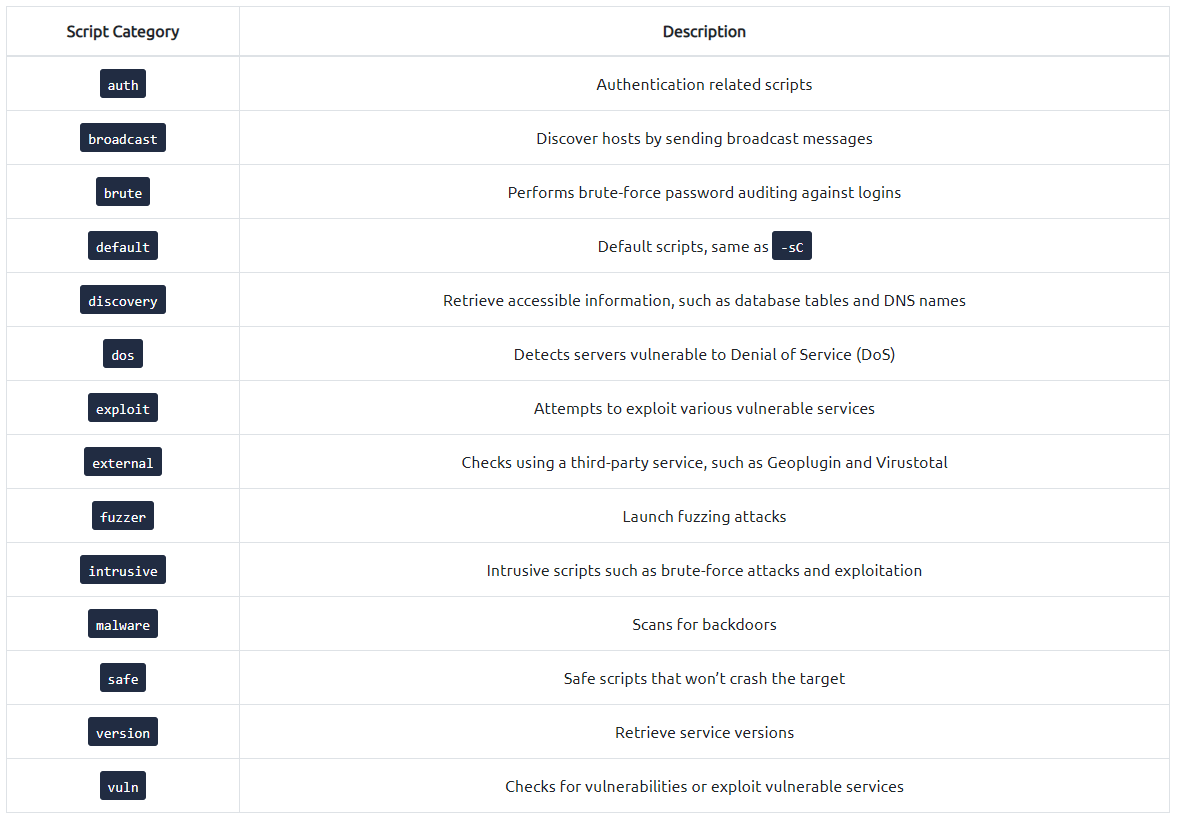 Script Category Description
auth Authentication related scripts
broadcast Discover hosts by sending broadcast messages
brute Performs brute-force password auditing against logins
default Default scripts, same as -sC
discovery Retrieve accessible information, such as database tables and DNS names
dos Detects servers vulnerable to Denial of Service (DoS)
exploit Attempts to exploit various vulnerable services
external Checks using a third-party service, such as Geoplugin and Virustotal
fuzzer Launch fuzzing attacks
intrusive Intrusive scripts such as brute-force attacks and exploitation
malware Scans for backdoors
safe Safe scripts that won’t crash the target
version Retrieve service versions
vuln Checks for vulnerabilities or exploit vulnerable services